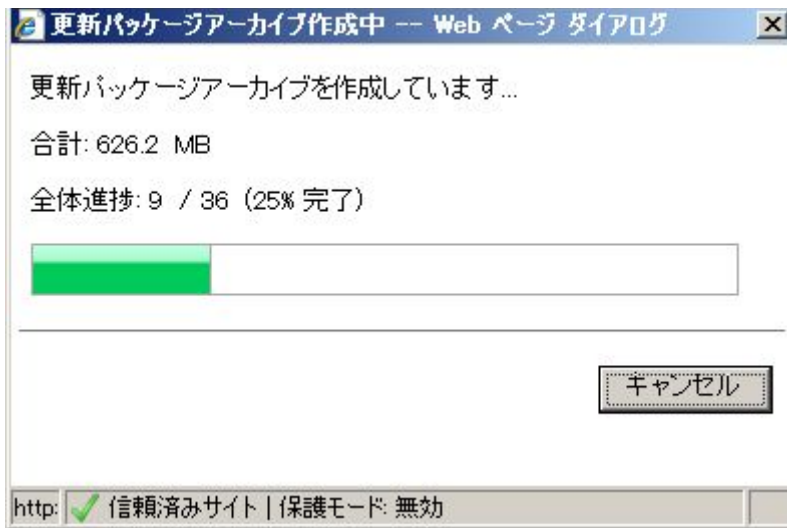 更新パッケージアーカイブ作成中 -- Web ページ ダイアログ
更新パッケージアーカイブを作成しています...
合計: 626.2 MB
全体進捗: 9 / 36 (25% 完了)
キャンセル
http: 信頼済みサイト | 保護モード: 無効